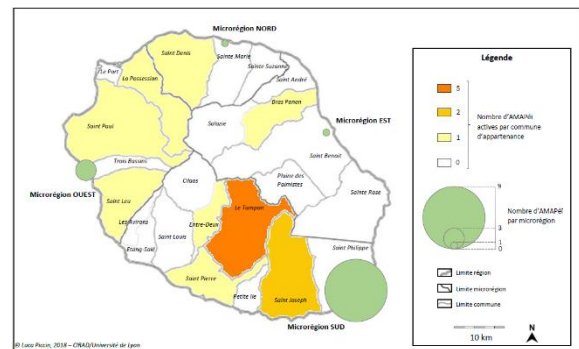 Microrégion NORD
Saint Denis
Sainte Marie
Sainte Suzanne
Le Port
La Possession
Saint André
Bras Panon
Saint Paul
Salazie
Microrégion EST
Saint Benoit
Trois Bassins
Cilaos
Plaine des
Palmistes
Sainte Rose
Microrégion OUEST
Saint Leu
Le Tampon
Les Avirons
Entre-Deux
Etang-Salé
Saint Louis
Saint Philippe
Saint Pierre
Petite Ile
Saint Joseph
Microrégion SUD
Légende
5
2
1
0
Nombre d'AMAPéi
actives par commune
d'appartenance
9
3
1
0
Nombre d'AMAPéi
par microrégion
Limite région
Limite microrégion
Limite commune
10 km
N
@ Luca Piccin, 2018 – CIRAD/Université de Lyon